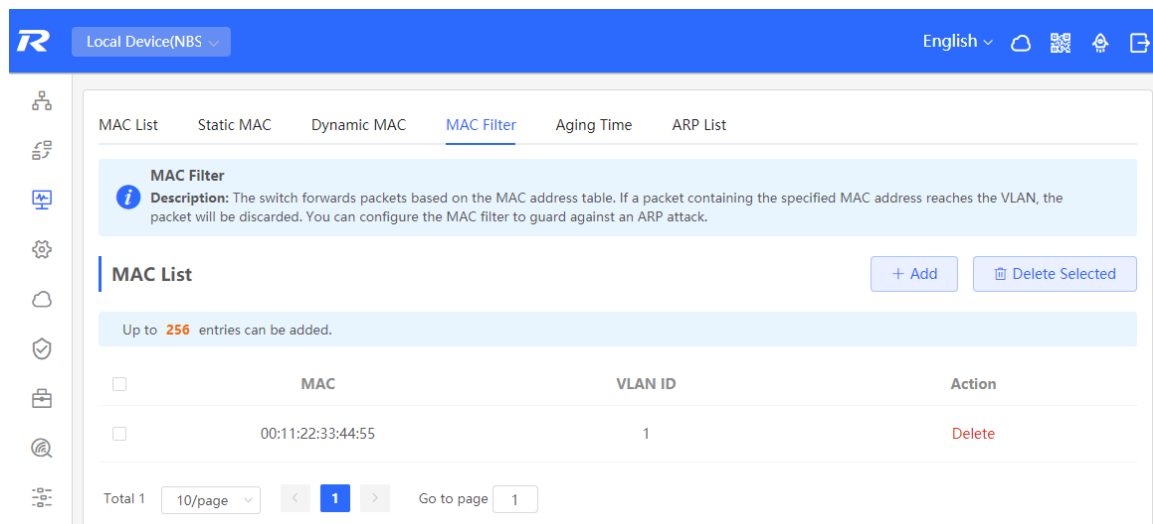 Local Device(NBS
English
MAC List Static MAC Dynamic MAC MAC Filter Aging Time ARP List
MAC Filter
Description: The switch forwards packets based on the MAC address table. If a packet containing the specified MAC address reaches the VLAN, the
packet will be discarded. You can configure the MAC filter to guard against an ARP attack.
MAC List
+ Add Delete Selected
Up to 256 entries can be added.
MAC VLAN ID Action
00:11:22:33:44:55 1 Delete
Total 1 10/page < 1 > Go to page 1